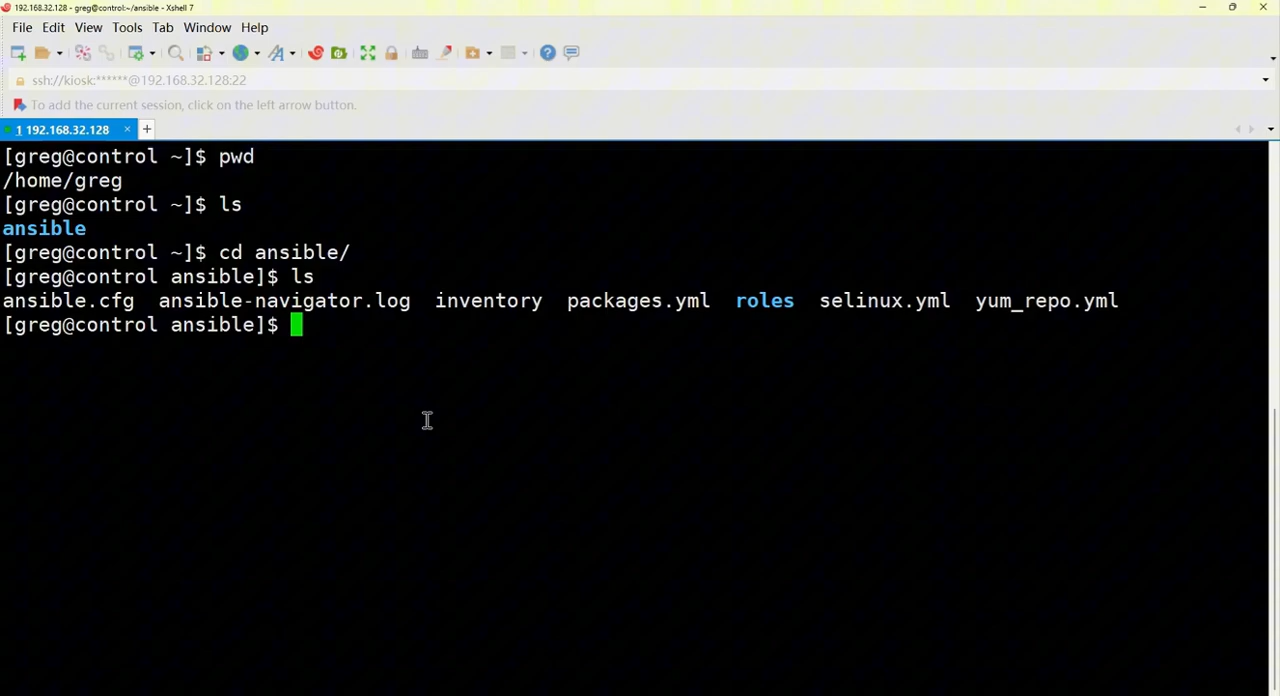 192.168.32.128 - greg@control:~/ansible - Xshell 7
File Edit View Tools Tab Window Help
ssh://kiosk:******@192.168.32.128:22
To add the current session, click on the left arrow button.
1 192.168.32.128 × +
[greg@control ~]$ pwd
/home/greg
[greg@control ~]$ ls
ansible
[greg@control ~]$ cd ansible/
[greg@control ansible]$ ls
ansible.cfg ansible-navigator.log inventory packages.yml roles selinux.yml yum_repo.yml
[greg@control ansible]$